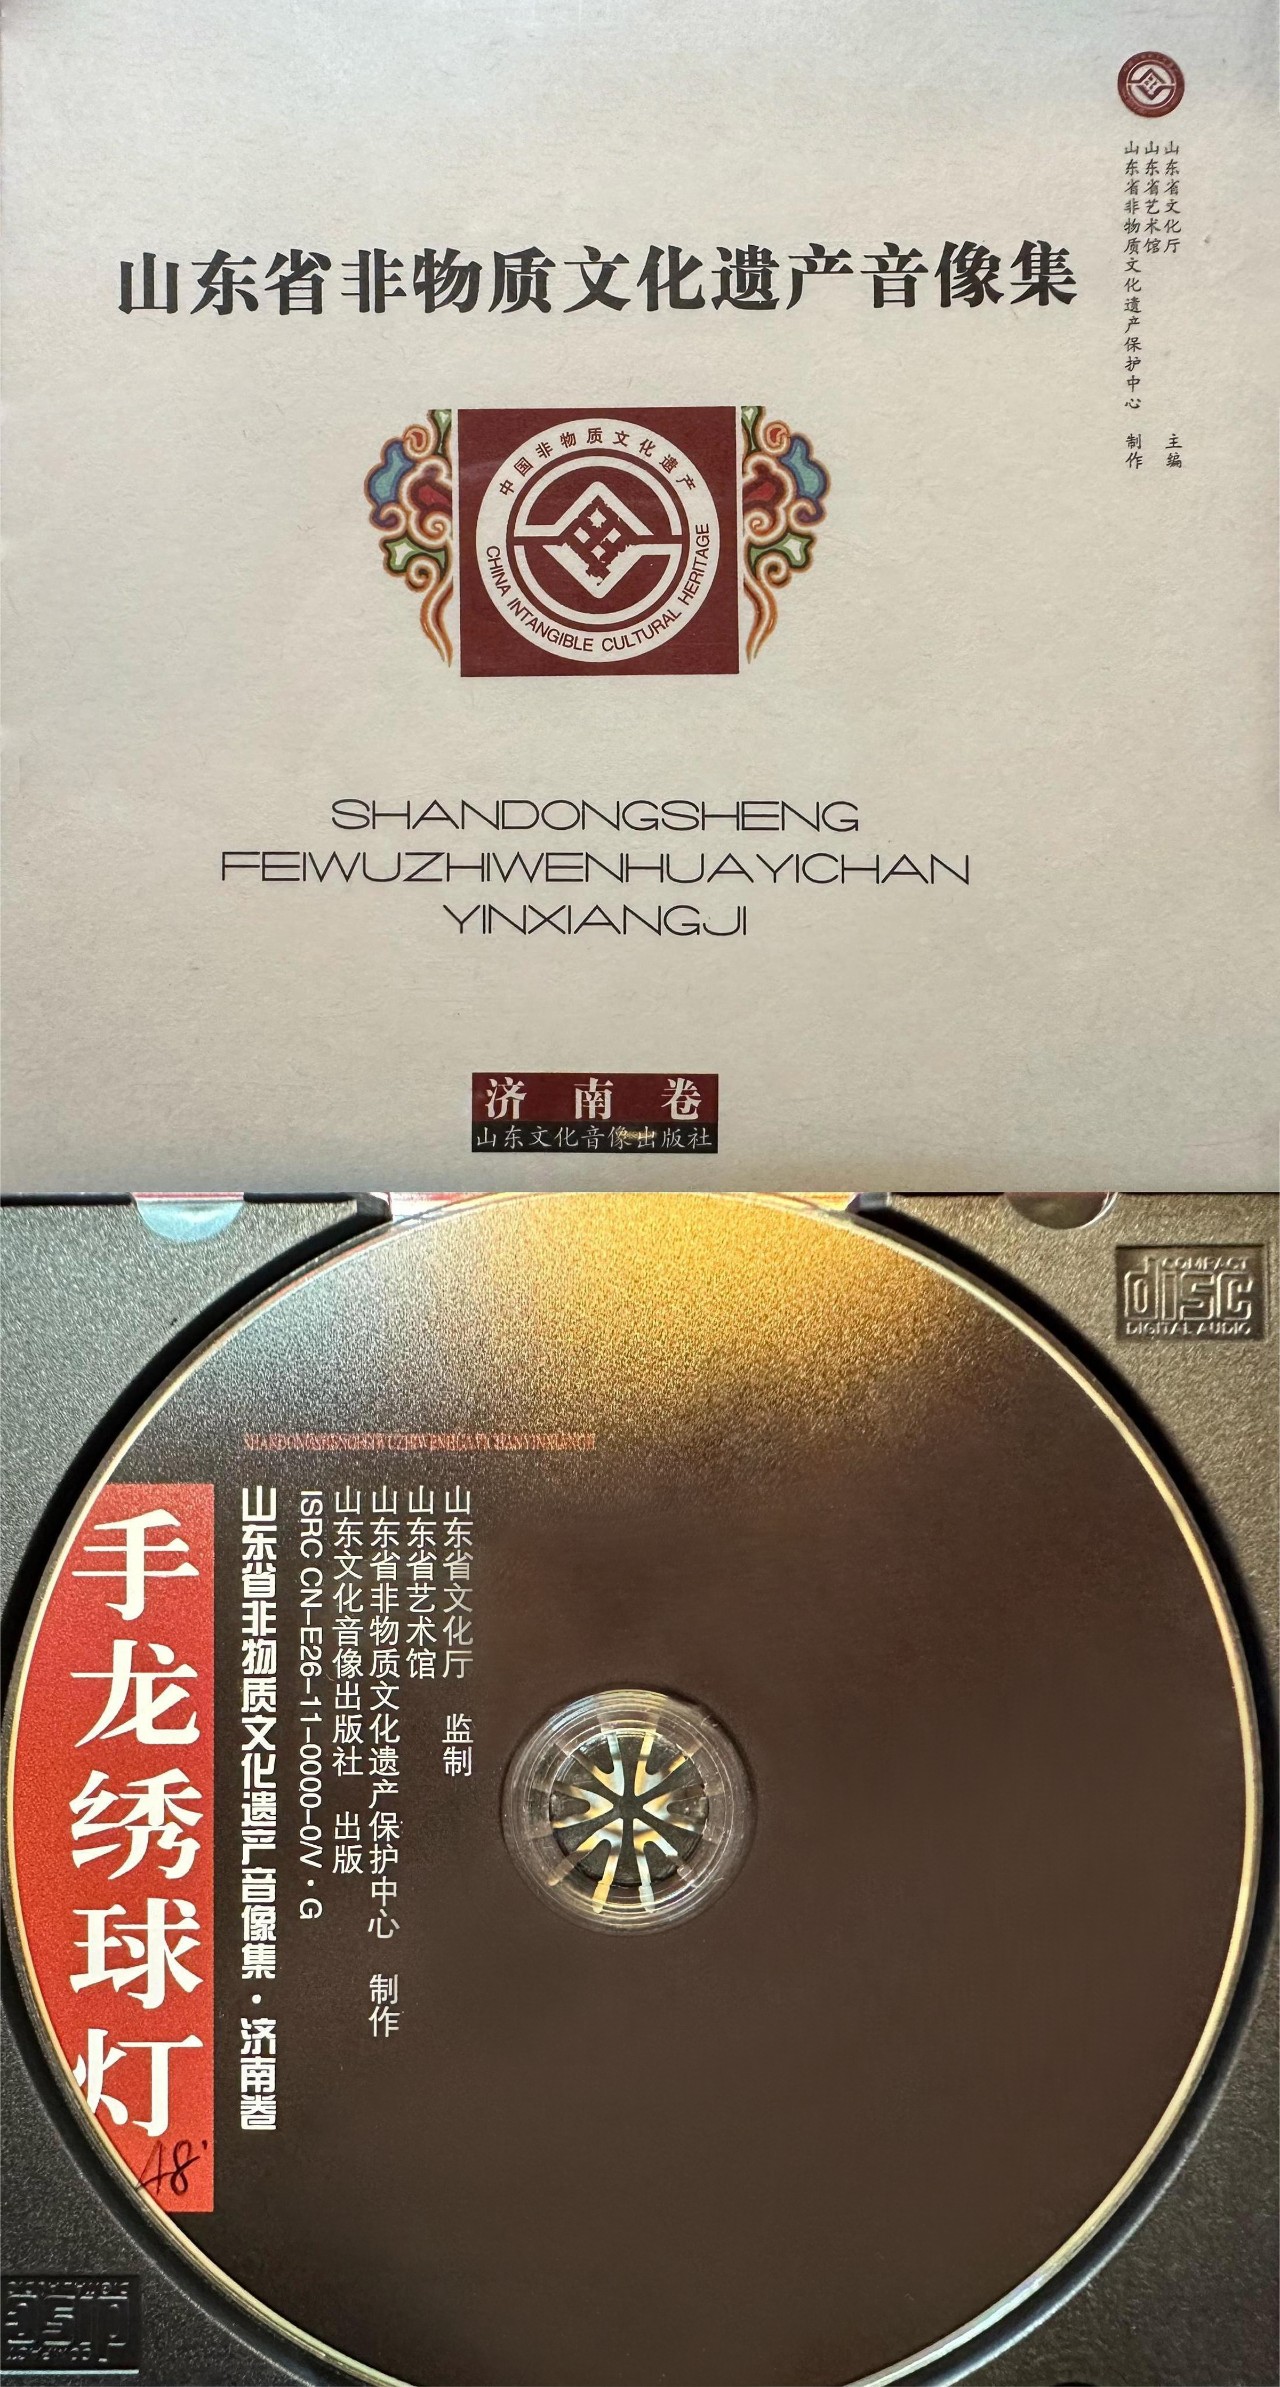 山东省文化厅 主编
山东省艺术馆
山东省非物质文化遗产保护中心 制作
山东省非物质文化遗产音像集
中国非物质文化遗产
CHINA INTANGIBLE CULTURAL HERITAGE
SHANDONGSHENG
FEIWUZHIWENHUAYICHAN
YINXIANGJI
济南卷
山东文化音像出版社
COMPACT
disc
DIGITAL AUDIO
SHANDONGSHENGFEIWUZHIWENHUAYICHANYINXIANGJI
山东省文化厅 监制
山东省艺术馆
山东省非物质文化遗产保护中心 制作
山东文化音像出版社 出版
ISRC CN-E26-11-0000-0/V·G
山东省非物质文化遗产音像集·济南卷
手龙绣球灯
48'
COMPACT
disc